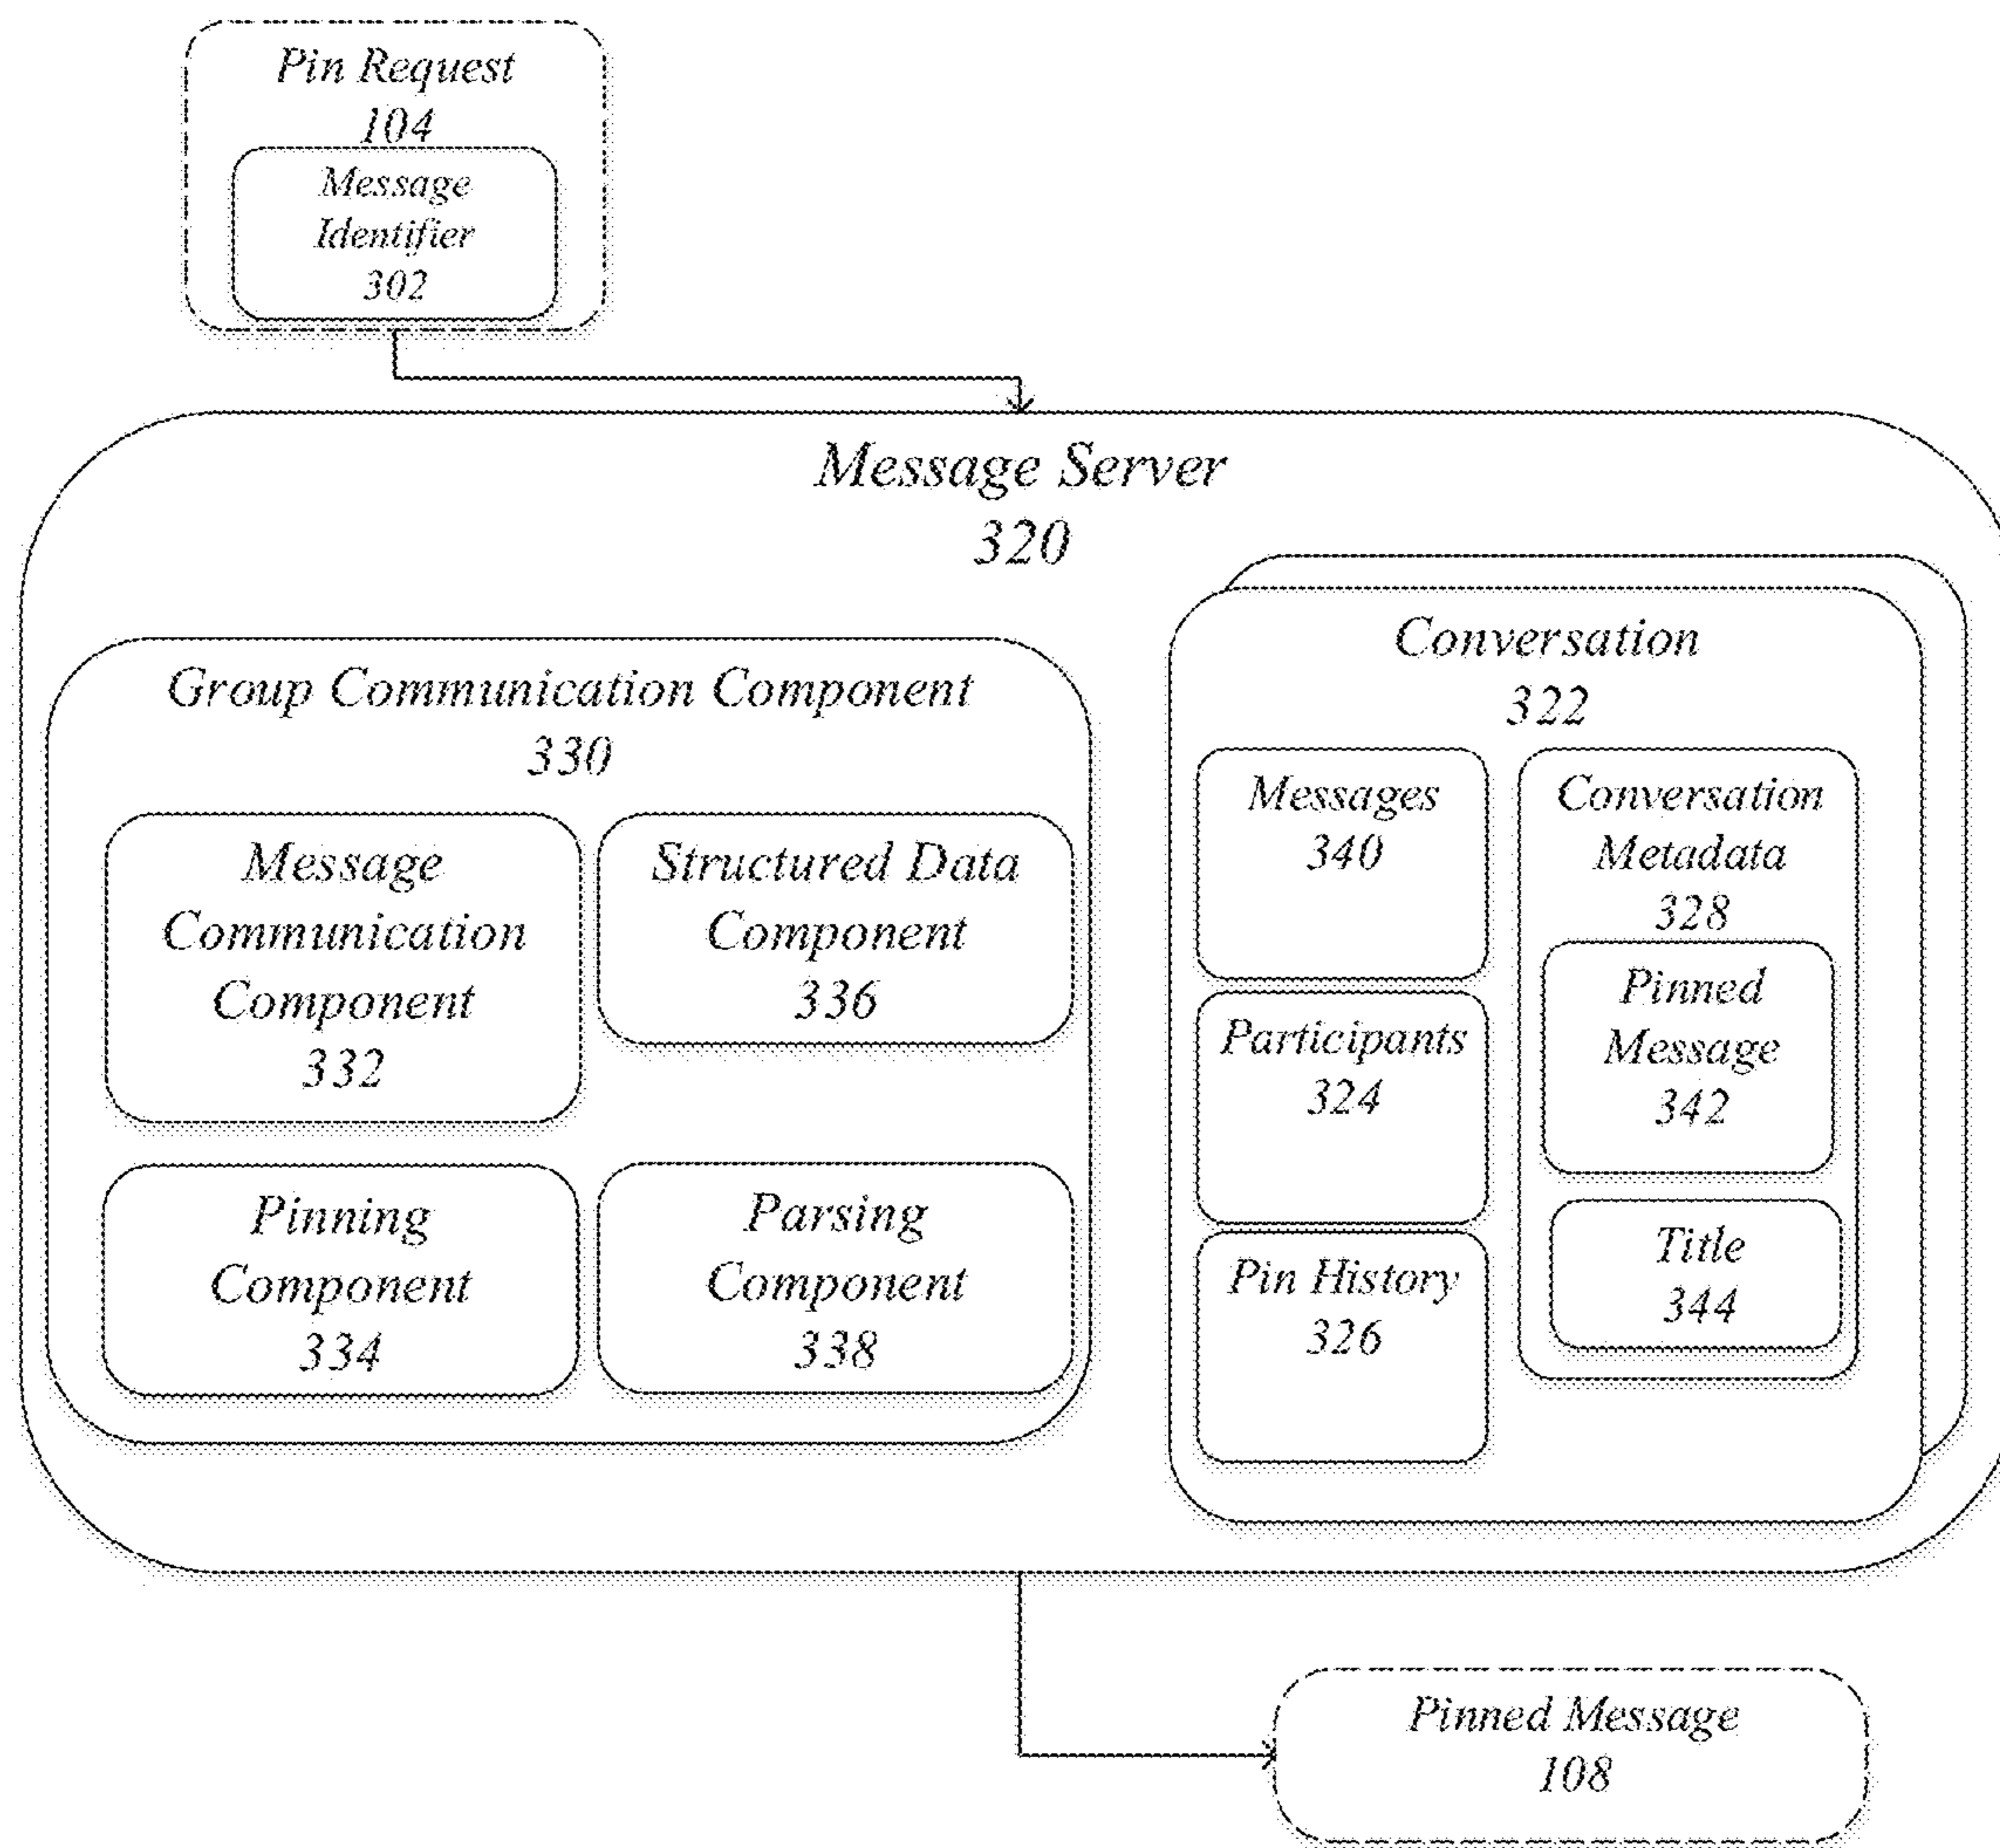 Pin Request
104
Message
Identifier
302
Message Server
320
Group Communication Component
330
Message
Communication
Component
332
Structured Data
Component
336
Pinning
Component
334
Parsing
Component
338
Conversation
322
Messages
340
Participants
324
Pin History
326
Conversation
Metadata
328
Pinned
Message
342
Title
344
Pinned Message
108